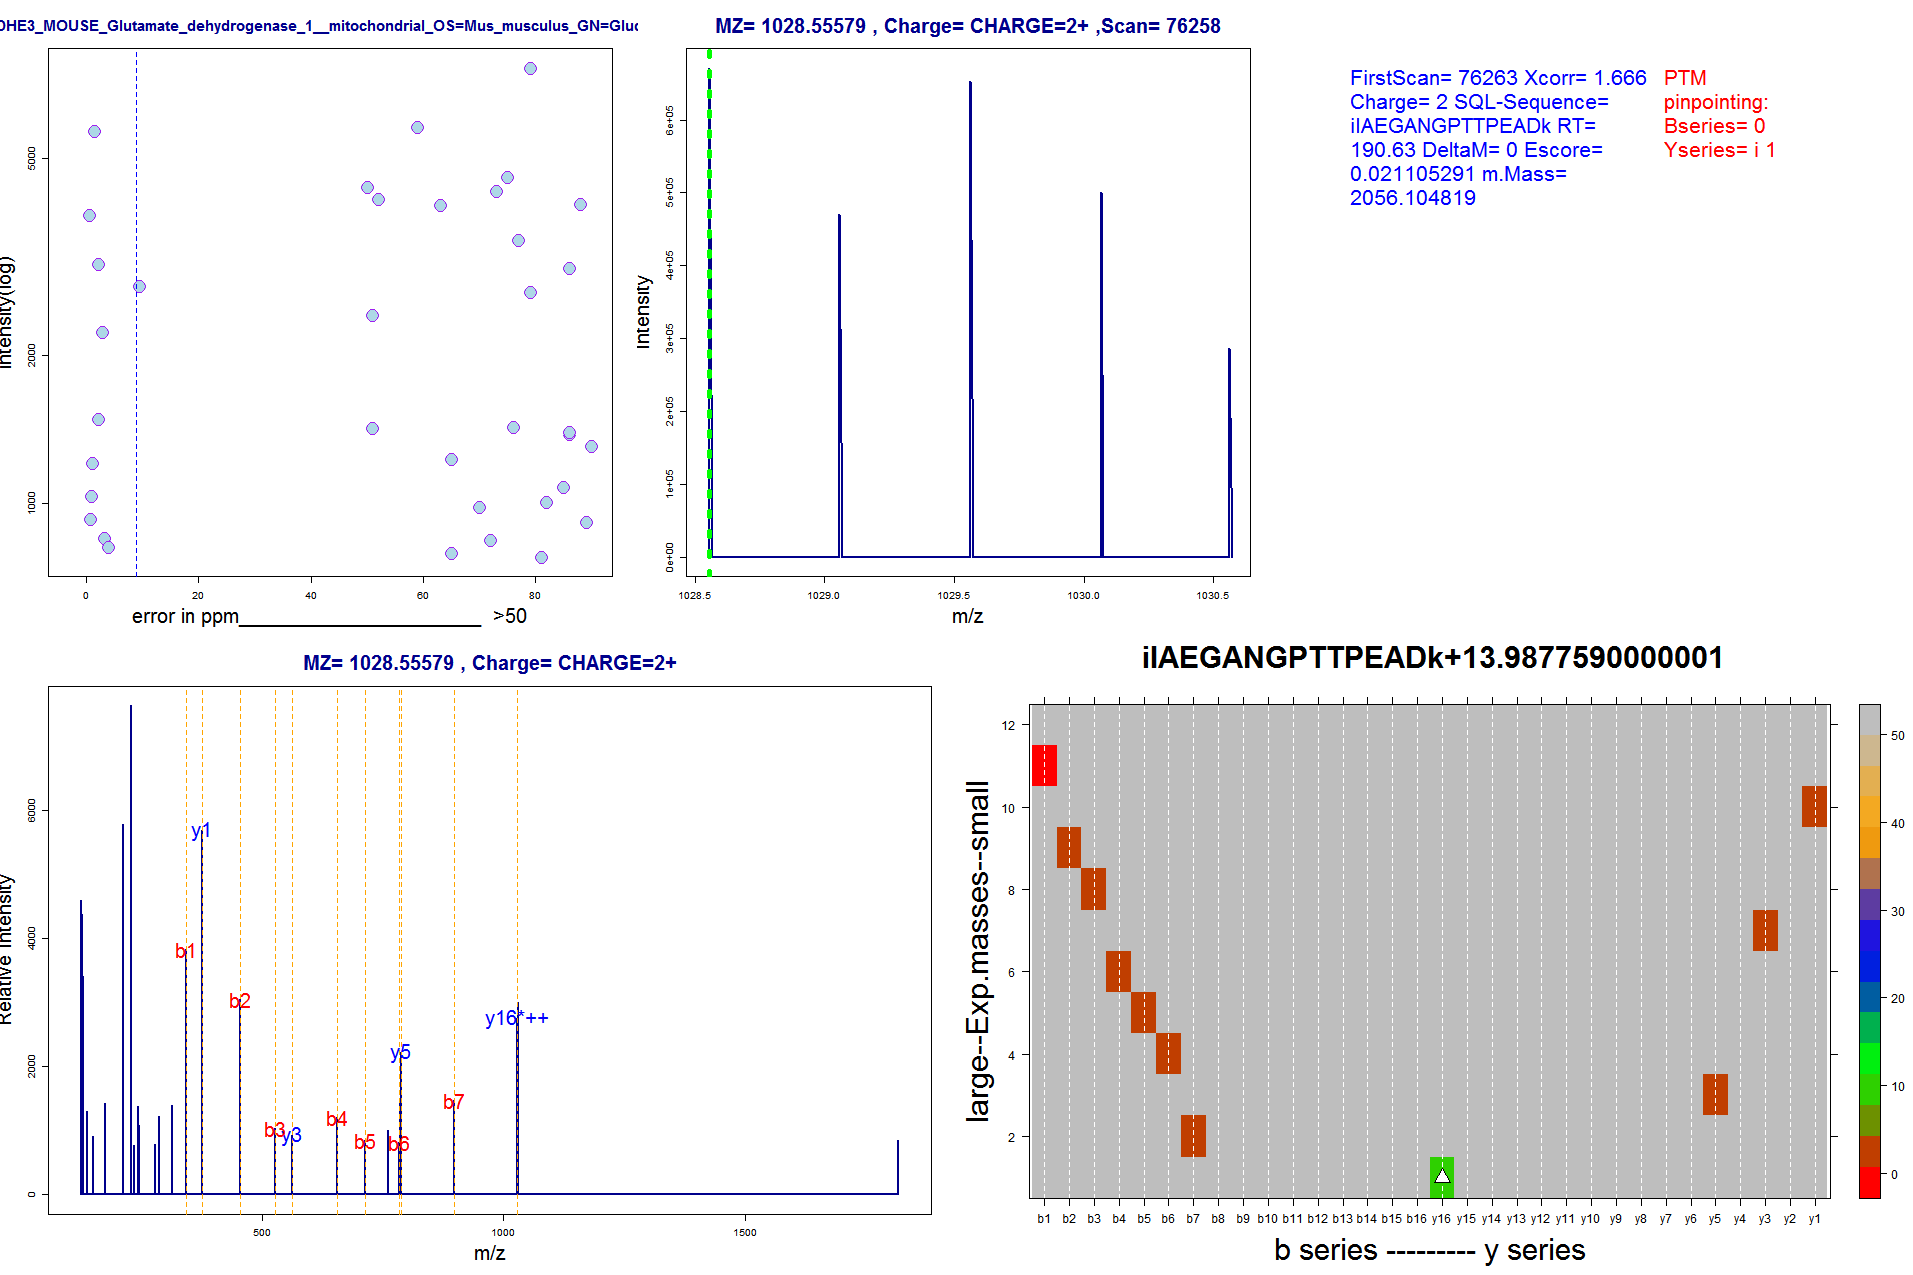 DHE3_MOUSE_Glutamate_dehydrogenase_1__mitochondrial_OS=Mus_musculus_GN=Gluc
Intensity(log)
5000
2000
1000
0 20 40 60 80
error in ppm______________________ >50
MZ= 1028.55579 , Charge= CHARGE=2+ ,Scan= 76258
Intensity
6e+05
5e+05
4e+05
3e+05
2e+05
1e+05
0e+00
1028.5 1029.0 1029.5 1030.0 1030.5
m/z
FirstScan= 76263 Xcorr= 1.666
Charge= 2 SQL-Sequence=
iIAEGANGPTTPEADk RT=
190.63 DeltaM= 0 Escore=
0.021105291 m.Mass=
2056.104819
PTM
pinpointing:
Bseries= 0
Yseries= i 1
MZ= 1028.55579 , Charge= CHARGE=2+
Relative Intensity
6000
4000
2000
0
y1
b1
b2
y16*++
y5
b7
b4
b3
y3
b5
b6
500 1000 1500
m/z
iIAEGANGPTTPEADk+13.9877590000001
large--Exp.masses--small
12
10
8
6
4
2
b1 b2 b3 b4 b5 b6 b7 b8 b9 b10 b11 b12 b13 b14 b15 b16 y16 y15 y14 y13 y12 y11 y10 y9 y8 y7 y6 y5 y4 y3 y2 y1
b series --------- y series
50
40
30
20
10
0